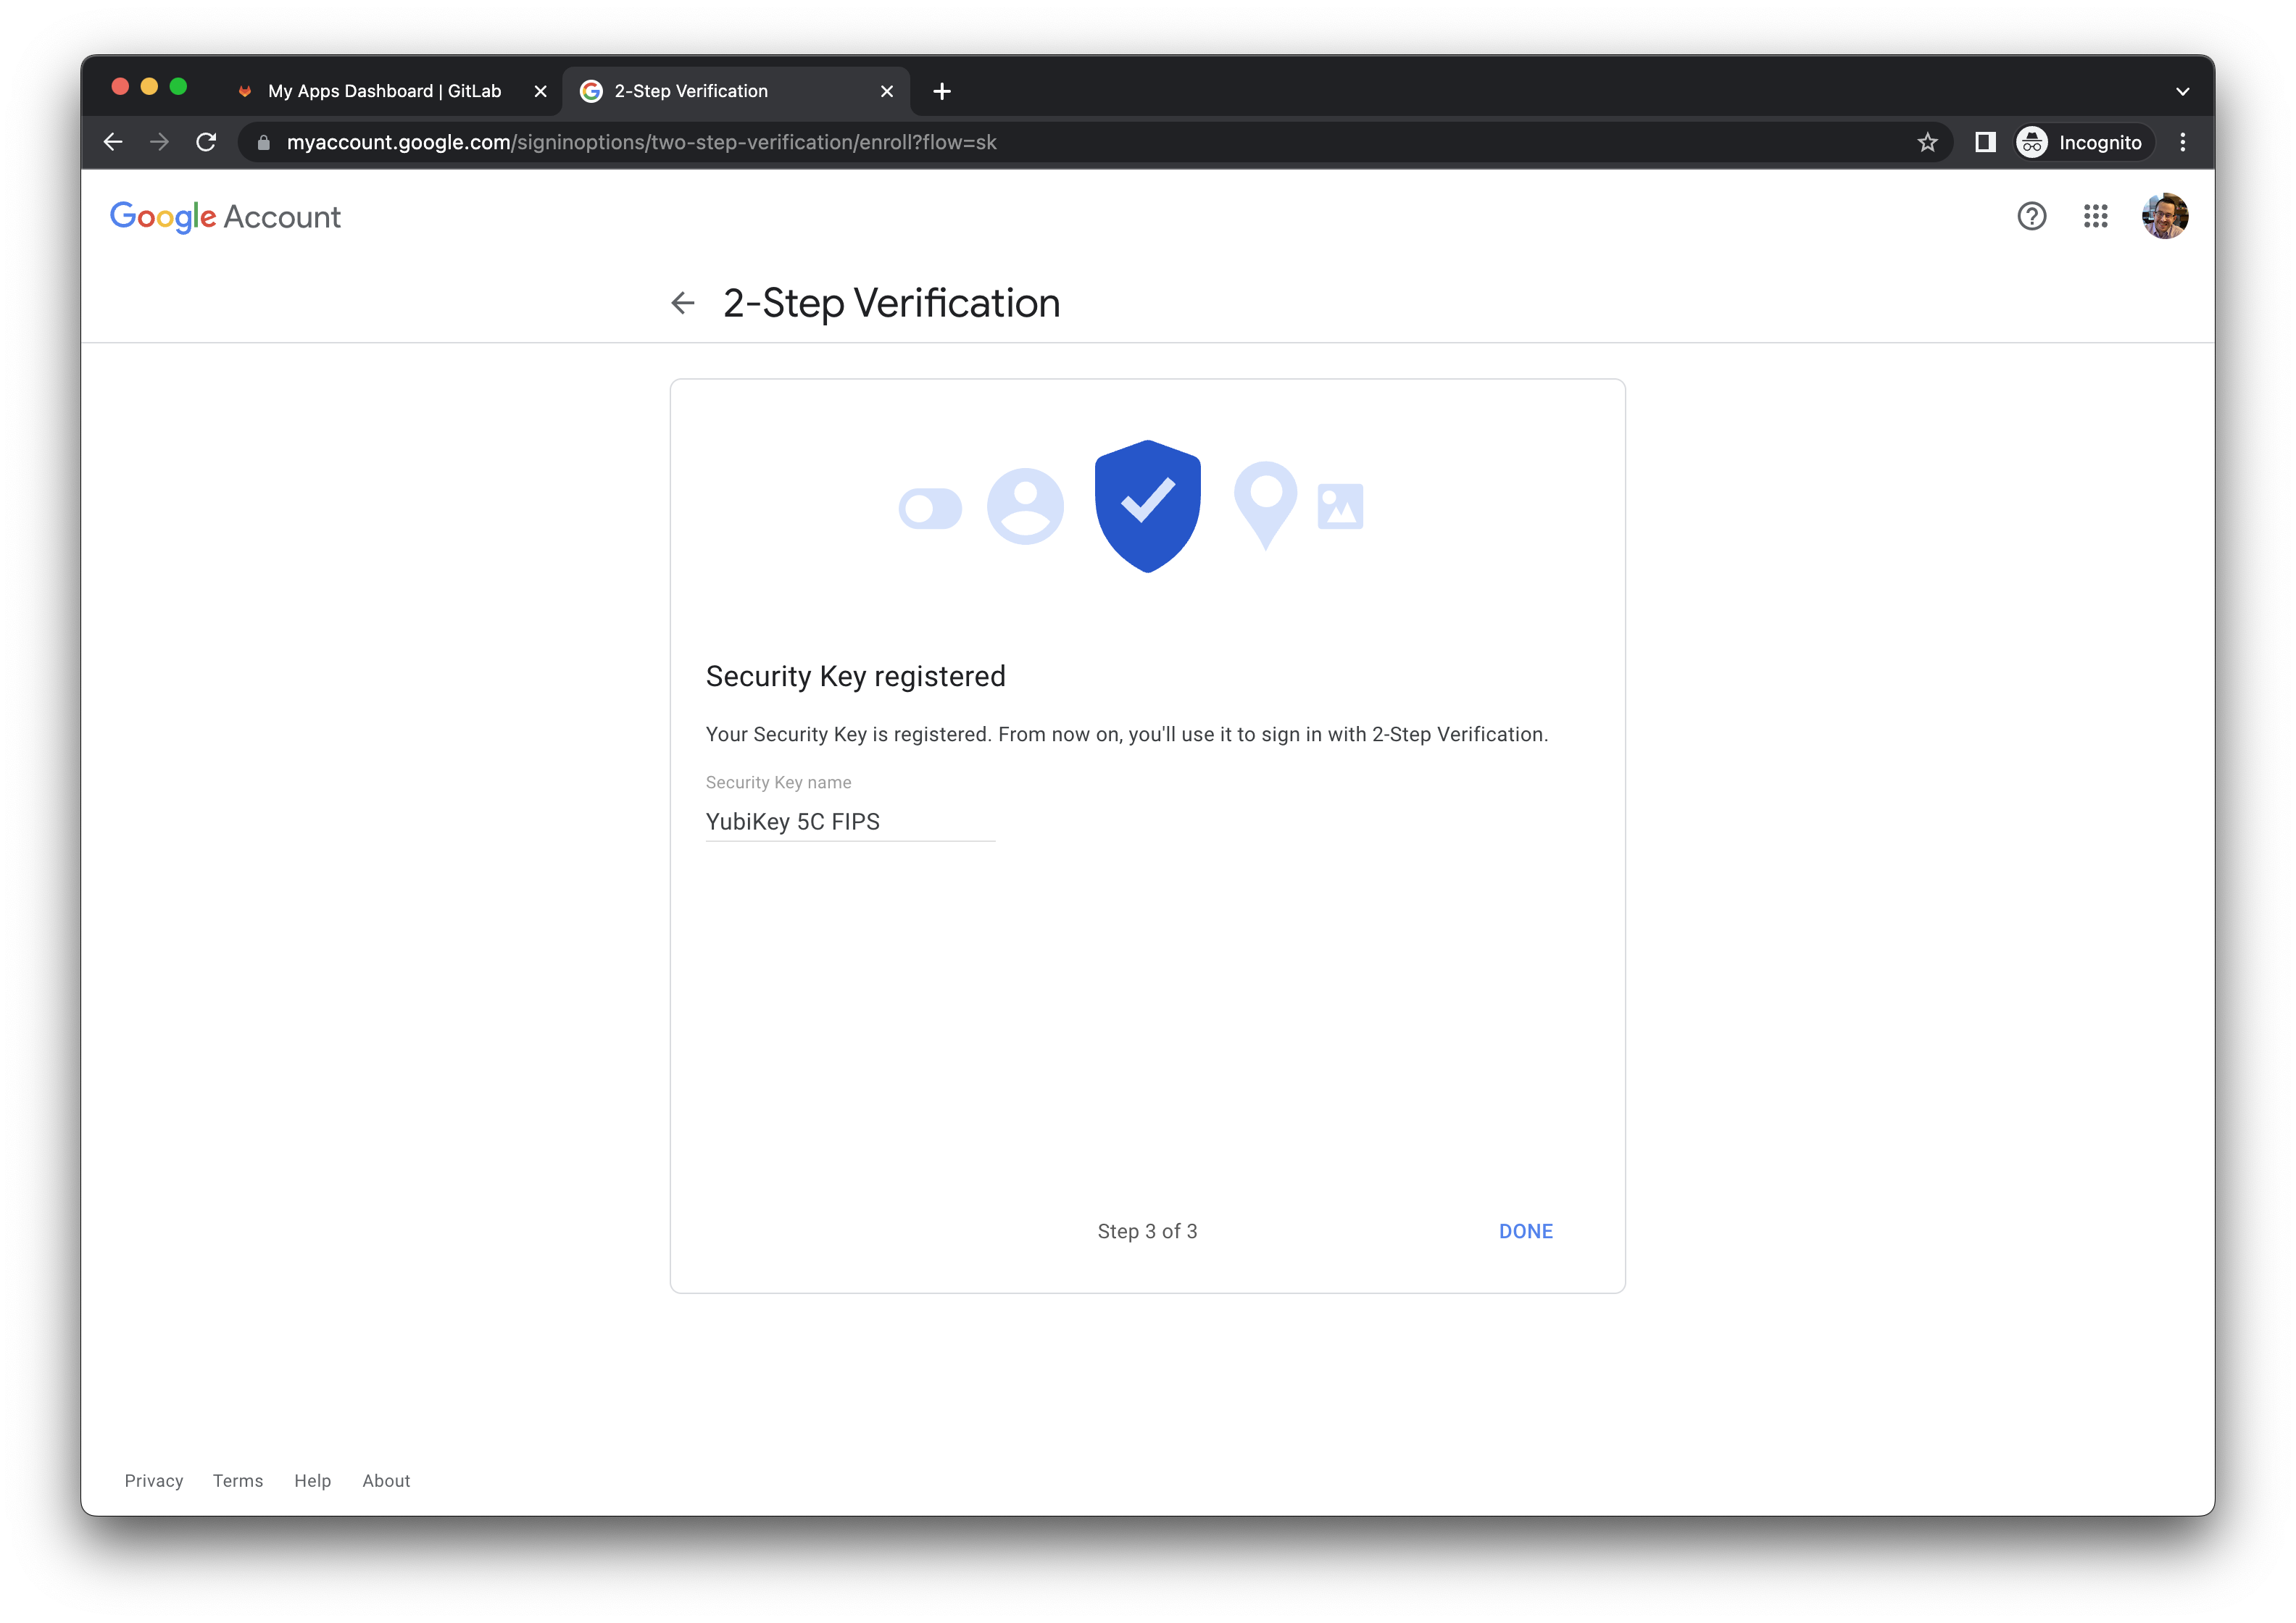 My Apps Dashboard | GitLab
2-Step Verification
myaccount.google.com/signinoptions/two-step-verification/enroll?flow=sk
Incognito
Google Account
2-Step Verification
Security Key registered
Your Security Key is registered. From now on, you'll use it to sign in with 2-Step Verification.
Security Key name
YubiKey 5C FIPS
Step 3 of 3
DONE
Privacy Terms Help About